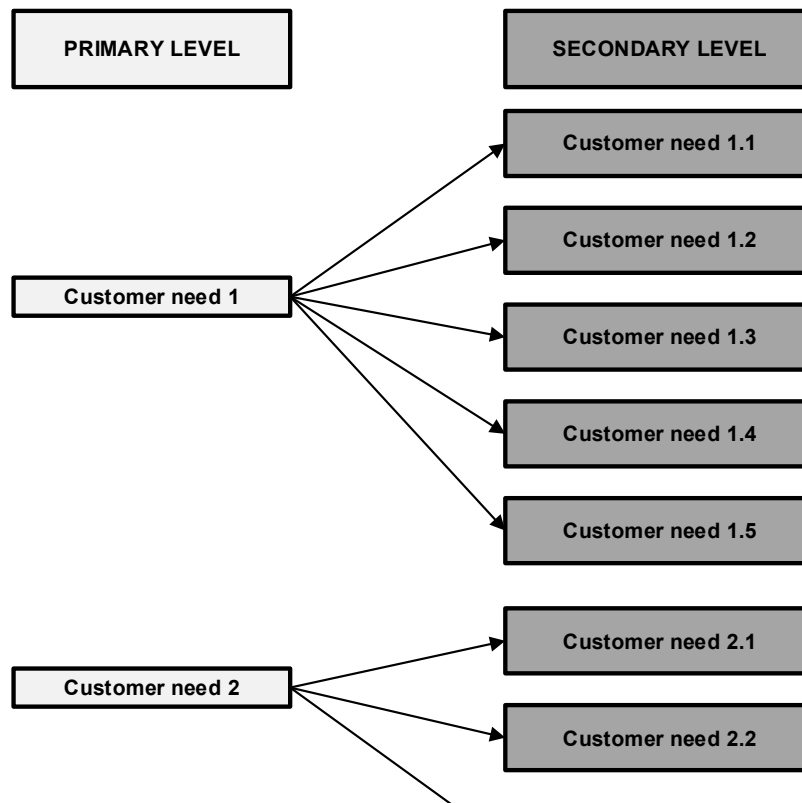 PRIMARY LEVEL
SECONDARY LEVEL
Customer need 1.1
Customer need 1.2
Customer need 1
Customer need 1.3
Customer need 1.4
Customer need 1.5
Customer need 2.1
Customer need 2
Customer need 2.2